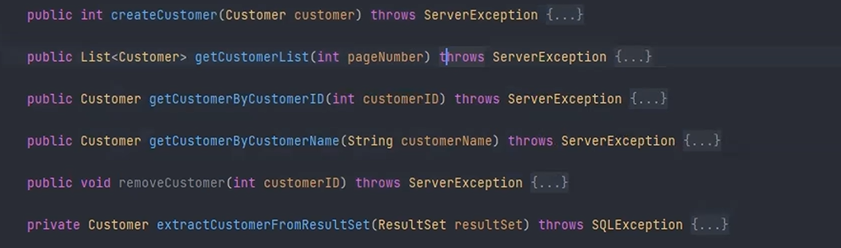 public int createCustomer(Customer customer) throws ServerException {...}
public List<Customer> getCustomerList(int pageNumber) throws ServerException {...}
public Customer getCustomerByCustomerID(int customerID) throws ServerException {...}
public Customer getCustomerByCustomerName(String customerName) throws ServerException {...}
public void removeCustomer(int customerID) throws ServerException {...}
private Customer extractCustomerFromResultSet(ResultSet resultSet) throws SQLException {...}